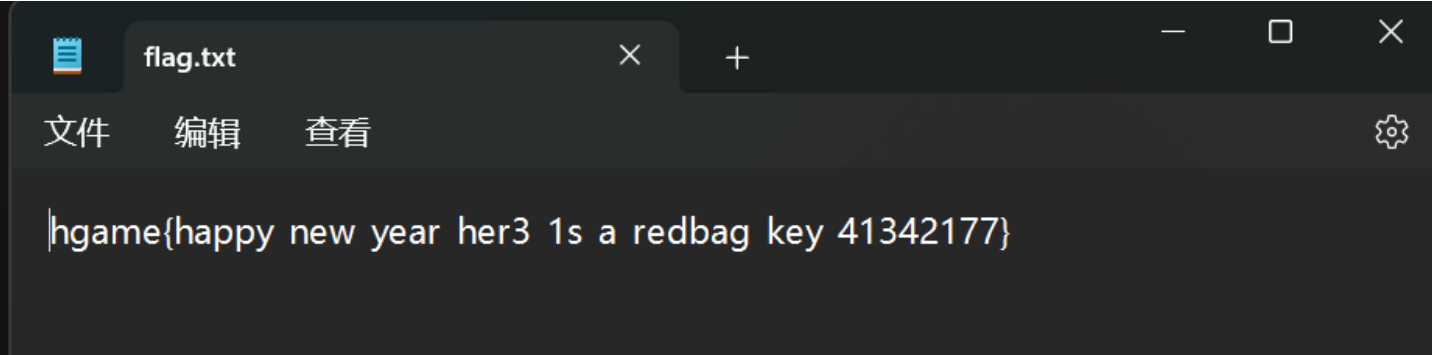 flag.txt
文件 编辑 查看
hgame{happy new year her3 1s a redbag key 41342177}